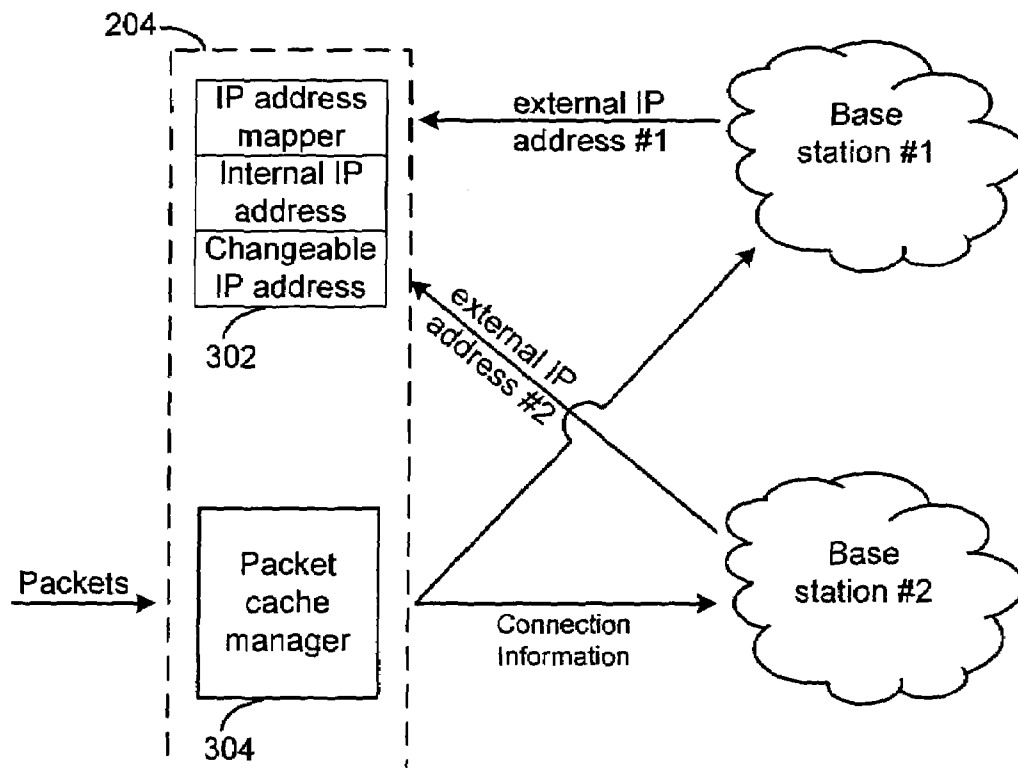 204
IP address
mapper
Internal IP
address
Changeable
IP address
302
external IP
address #1
Base
station #1
external IP
address #2
Packets
Packet
cache
manager
304
Connection
Information
Base
station #2